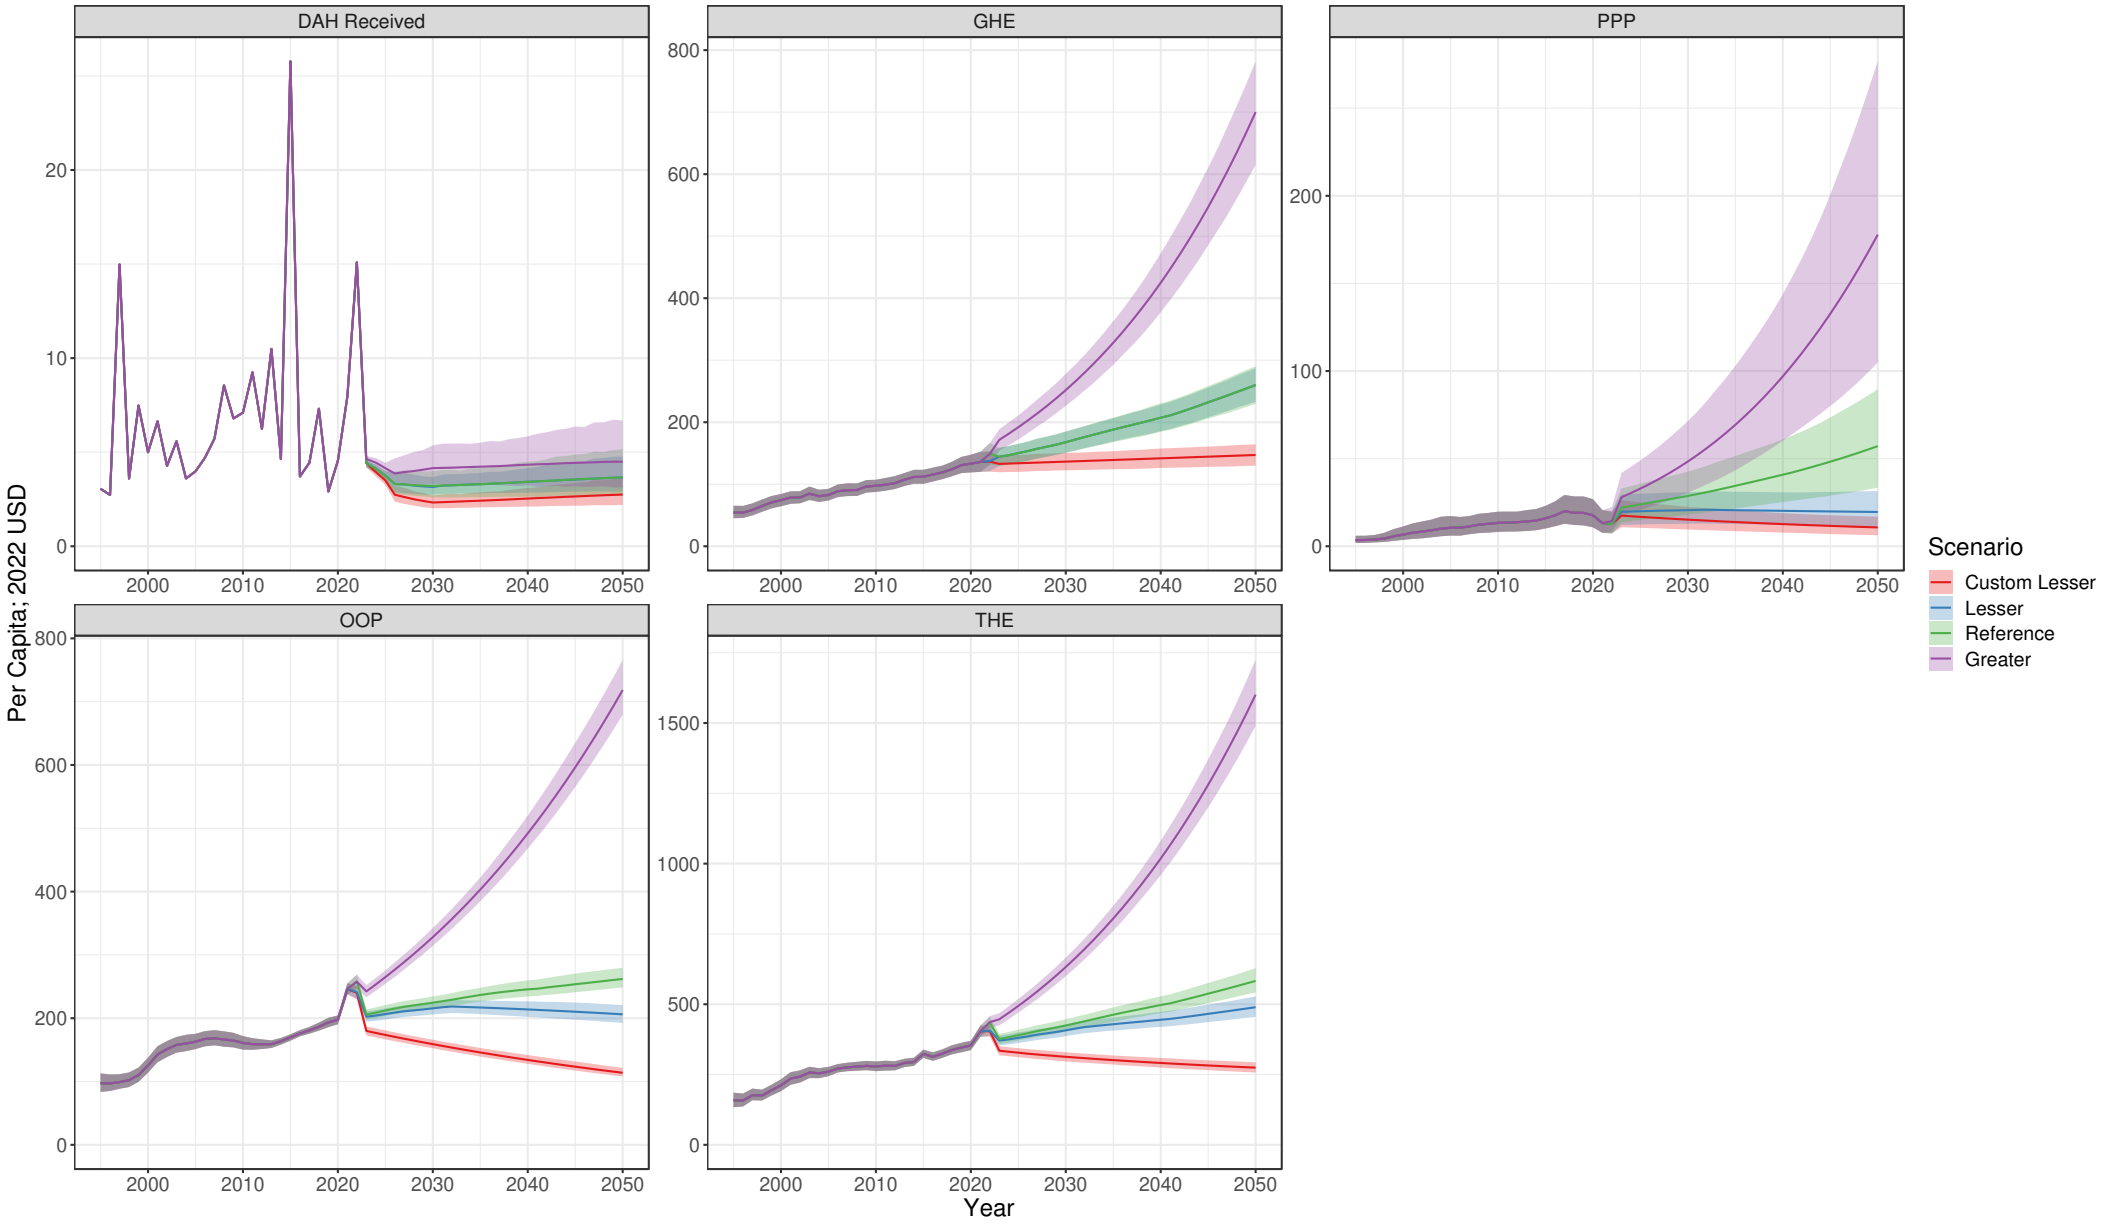 DAH Received
GHE
PPP
20
10
0
2000 2010 2020 2030 2040 2050
800
600
400
200
0
2000 2010 2020 2030 2040 2050
200
100
0
2000 2010 2020 2030 2040 2050
Per Capita; 2022 USD
OOP
THE
800
600
400
200
0
2000 2010 2020 2030 2040 2050
1500
1000
500
0
2000 2010 2020 2030 2040 2050
Year
Scenario
Custom Lesser
Lesser
Reference
Greater